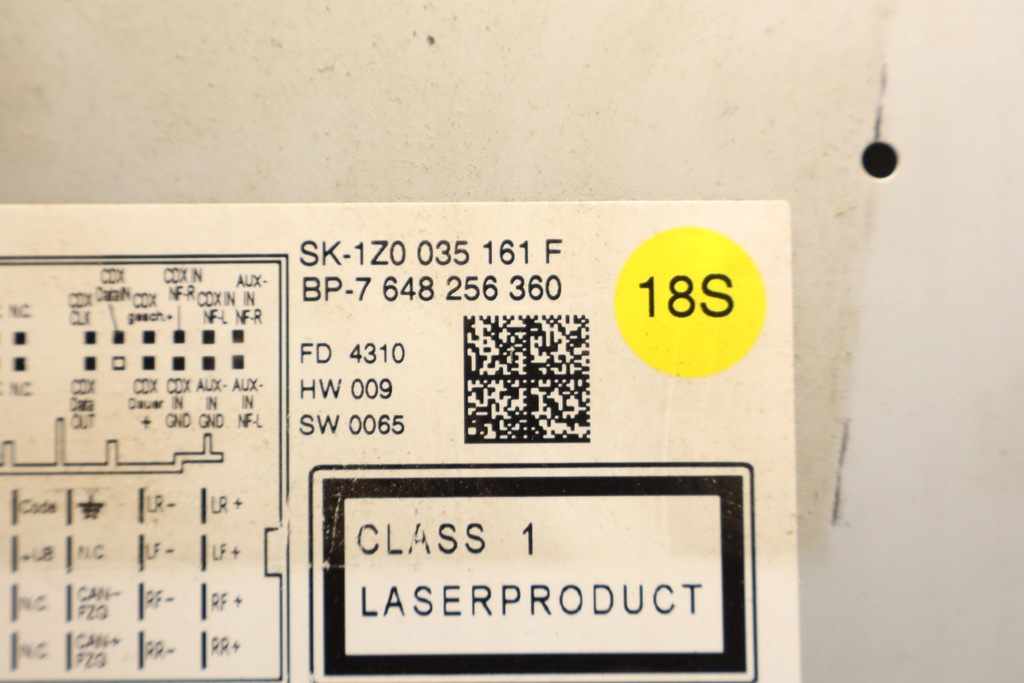 SK-1Z0 035 161 F
BP-7 648 256 360
18S
FD 4310
HW 009
SW 0065
CLASS 1
LASERPRODUCT
N.C.
CDX CLK
CDX DataIN
CDX gesch.+
CDX IN NF-R
CDX IN NF-L
AUX-IN NF-R
N.C.
CDX Data OUT
CDX Dauer +
CDX IN GND
AUX-IN GND
AUX-IN NF-L
Code LR- LR+
+UB N.C. LF- LF+
N.C. CAN- FZG RF- RF+
N.C. CAN+ FZG RR- RR+